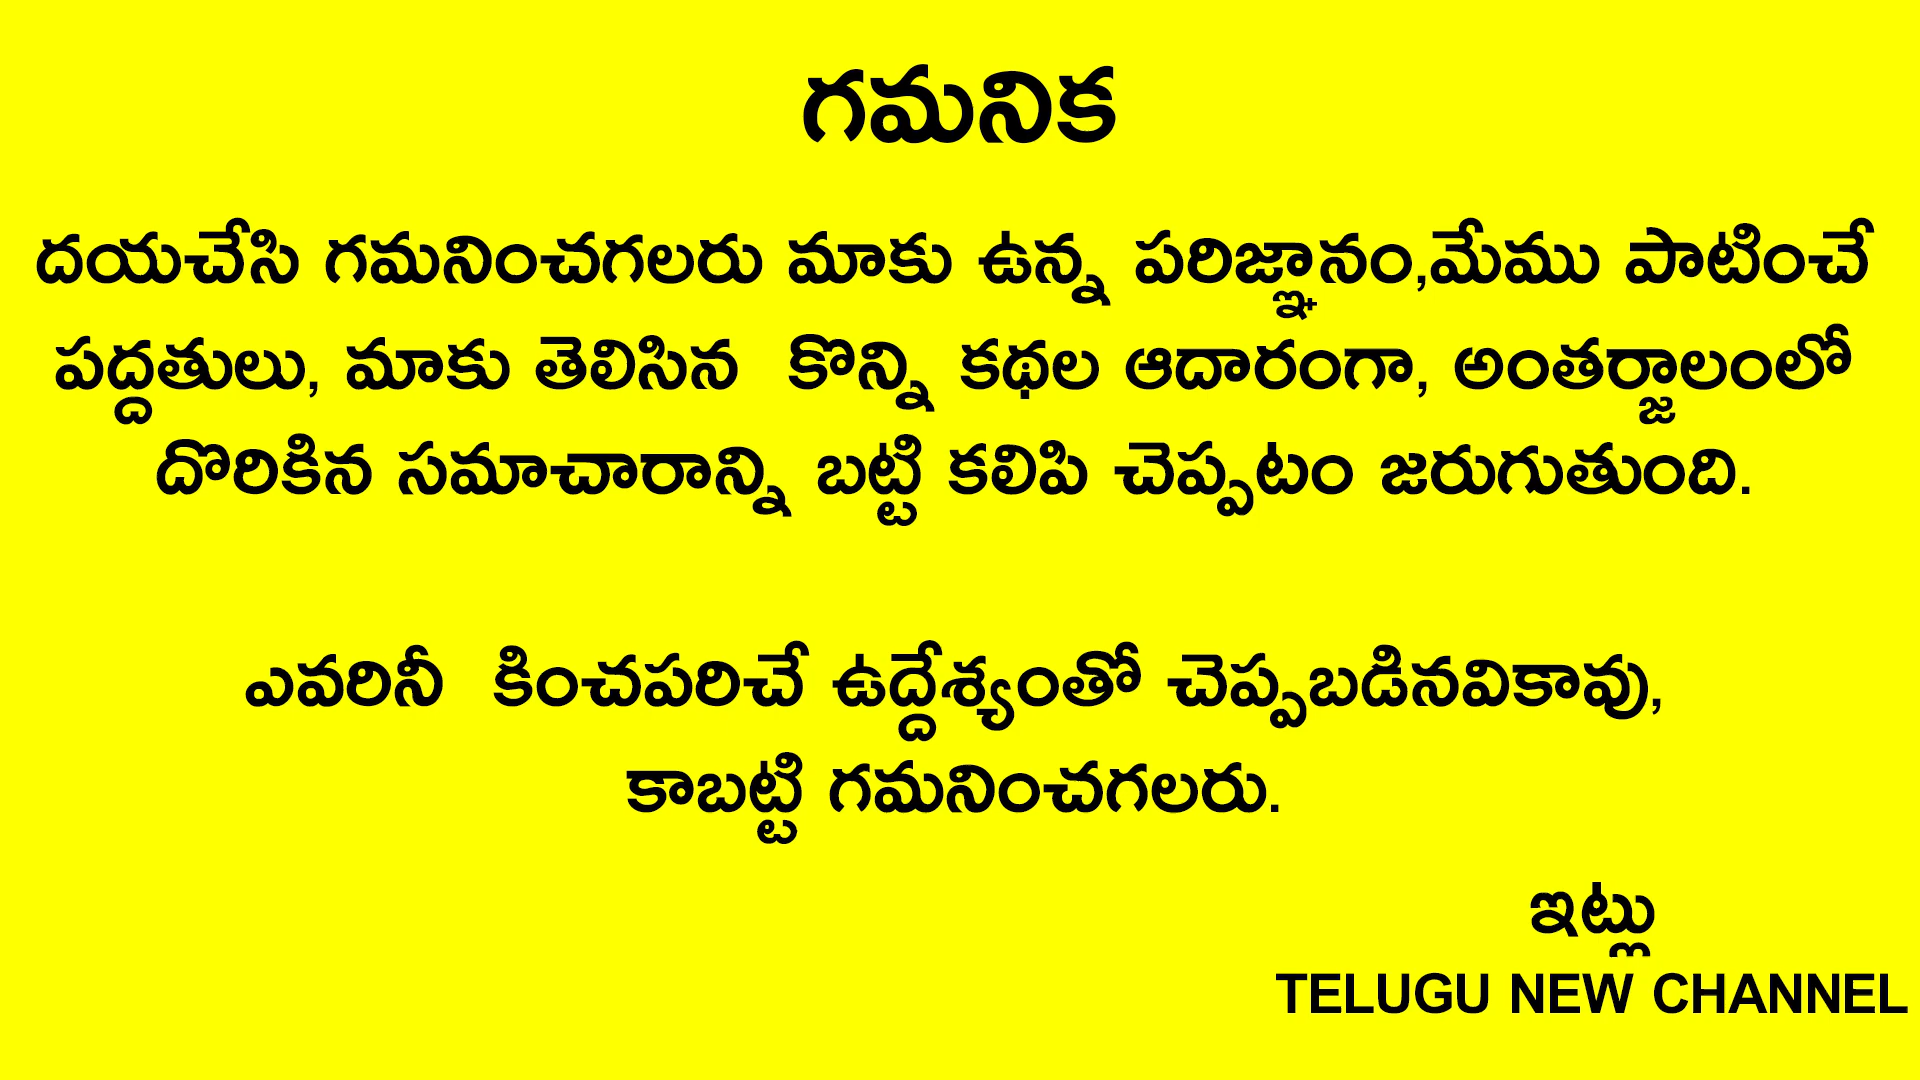 గమనిక
దయచేసి గమనించగలరు మాకు ఉన్న పరిజ్ఞానం,మేము పాటించే
పద్దతులు, మాకు తెలిసిన కొన్ని కథల ఆదారంగా, అంతర్జాలంలో
దొరికిన సమాచారాన్ని బట్టి కలిపి చెప్పటం జరుగుతుంది.
ఎవరినీ కించపరిచే ఉద్దేశ్యంతో చెప్పబడినవికావు,
కాబట్టి గమనించగలరు.
ఇట్లు
TELUGU NEW CHANNEL